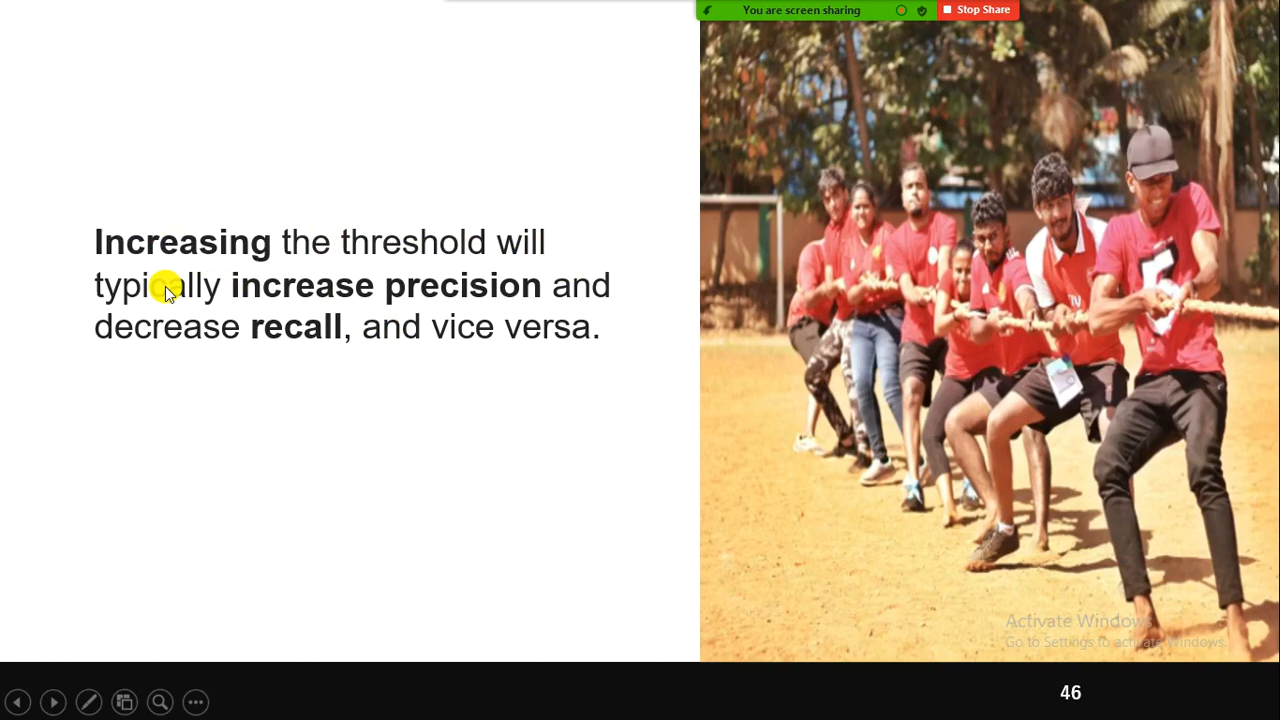 You are screen sharing
Stop Share
Increasing the threshold will
typically increase precision and
decrease recall, and vice versa.
Activate Windows
Go to Settings to activate Windows.
46